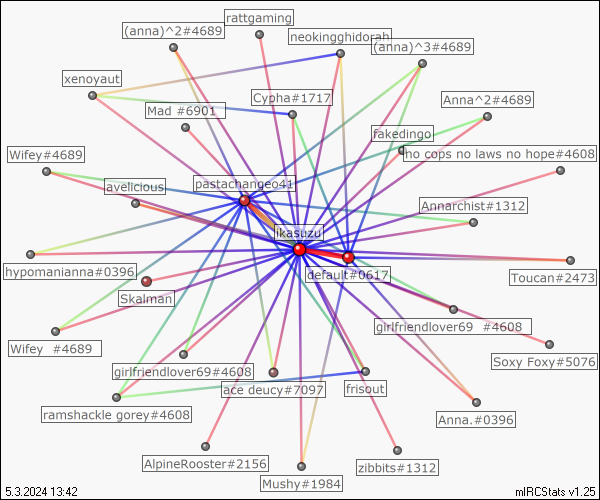 rattgaming
(anna)^2#4689
neokingghidorah
(anna)^3#4689
xenoyaut
Cypha#1717
Anna^2#4689
Mad #6901
fakedingo
Wifey#4689
no cops no laws no hope#4608
pastachangeo41
avelicious
Annarchist#1312
ikasuzu
hypomanianna#0396
default#0617
Toucan#2473
Skalman
girlfriendlover69 #4608
Wifey #4689
Soxy Foxy#5076
girlfriendlover69#4608
ace deucy#7097
frisout
ramshackle gorey#4608
Anna.#0396
AlpineRooster#2156
zibbits#1312
Mushy#1984
5.3.2024 13:42
mIRCStats v1.25